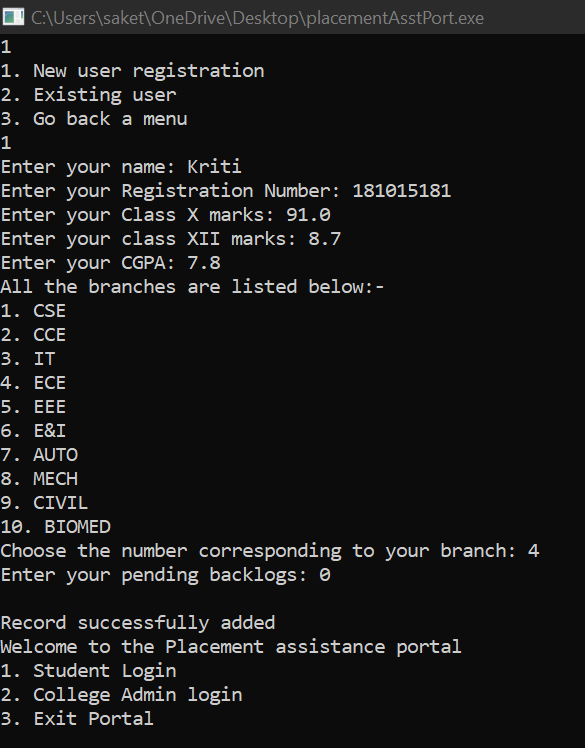 C:\Users\saket\OneDrive\Desktop\placementAsstPort.exe
1
1. New user registration
2. Existing user
3. Go back a menu
1
Enter your name: Kriti
Enter your Registration Number: 181015181
Enter your Class X marks: 91.0
Enter your class XII marks: 8.7
Enter your CGPA: 7.8
All the branches are listed below:-
1. CSE
2. CCE
3. IT
4. ECE
5. EEE
6. E&I
7. AUTO
8. MECH
9. CIVIL
10. BIOMED
Choose the number corresponding to your branch: 4
Enter your pending backlogs: 0
Record successfully added
Welcome to the Placement assistance portal
1. Student Login
2. College Admin login
3. Exit Portal